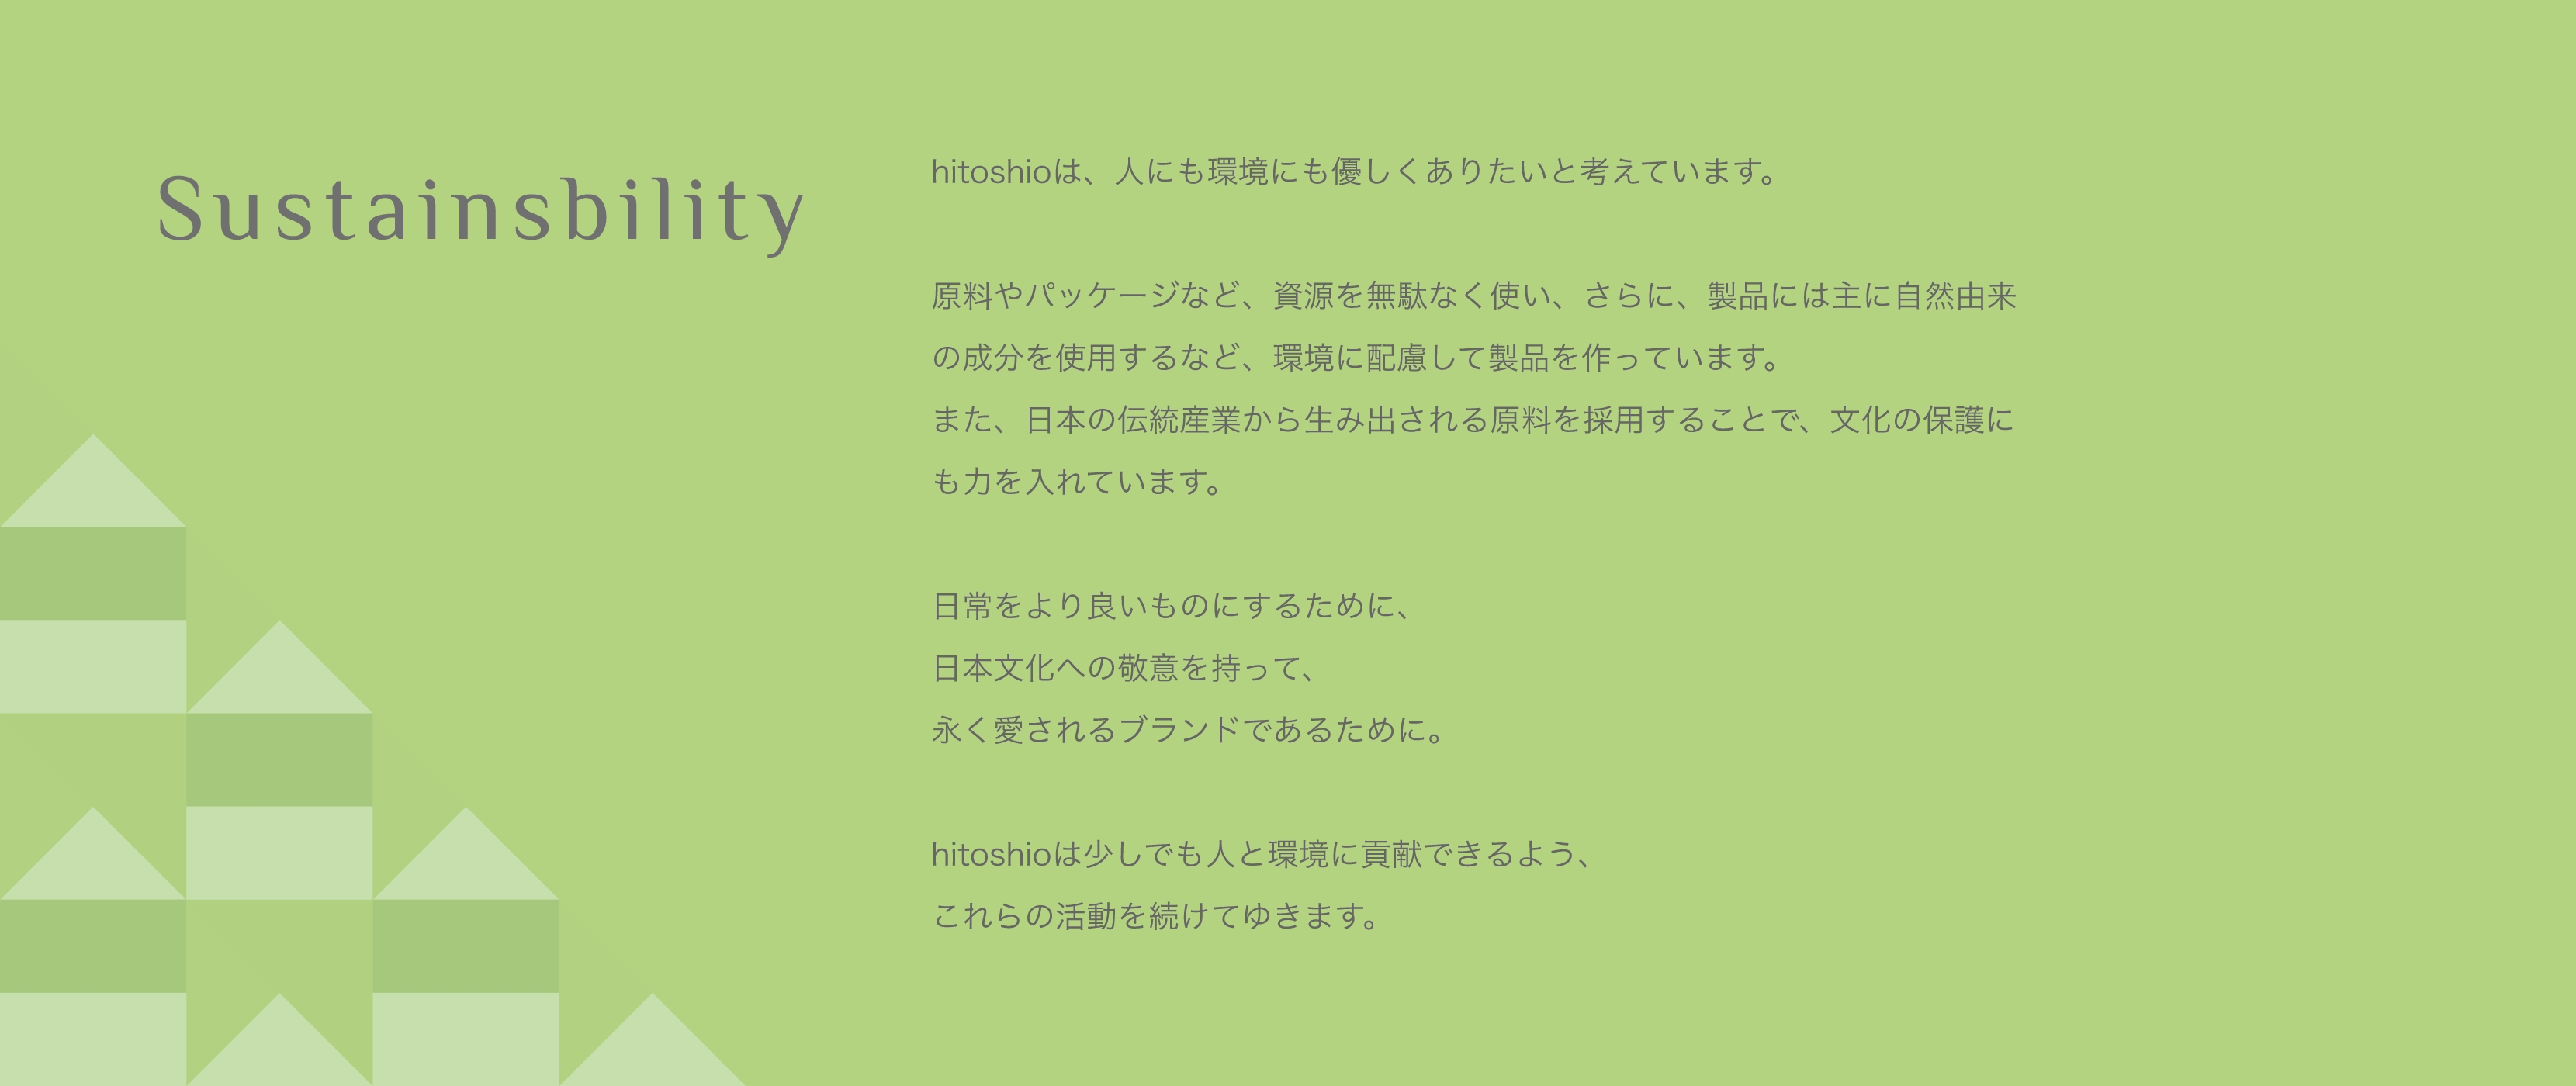 Sustainsbility
hitoshioは、人にも環境にも優しくありたいと考えています。
原料やパッケージなど、資源を無駄なく使い、さらに、製品には主に自然由来
の成分を使用するなど、環境に配慮して製品を作っています。
また、日本の伝統産業から生み出される原料を採用することで、文化の保護に
も力を入れています。
日常をより良いものにするために、
日本文化への敬意を持って、
永く愛されるブランドであるために。
hitoshioは少しでも人と環境に貢献できるよう、
これらの活動を続けてゆきます。